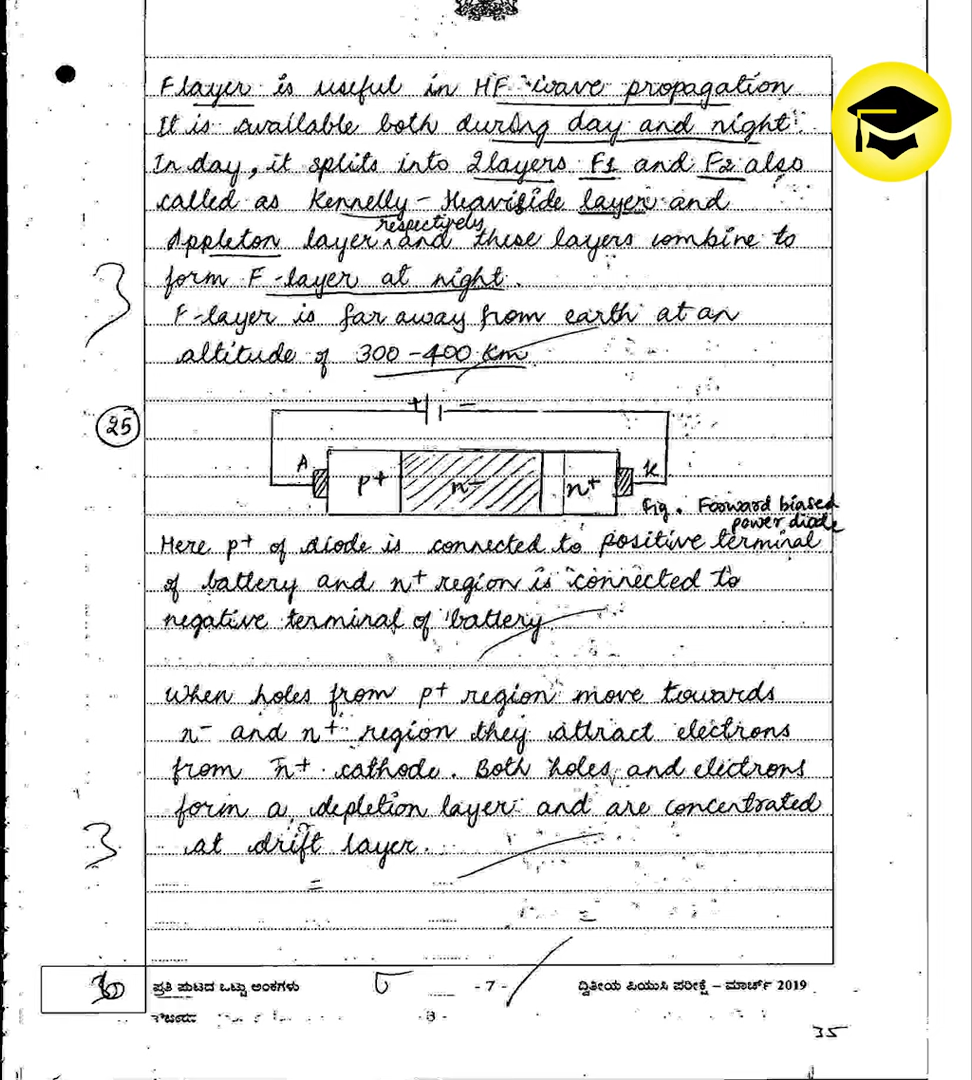 F layer is useful in HF wave propagation
It is available both during day and night.
In day, it splits into 2 layers F1 and F2 also
called as Kennelly - Heaviside layer and
respectively
Appleton layer and these layers combine to
form F-layer at night.
F-layer is far away from earth at an
altitude of 300-400 Km
3
25
+ -
A p+ n- n+ K
Fig. Forward biased
power diode
Here p+ of diode is connected to positive terminal
of battery and n+ region is connected to
negative terminal of battery.
When holes from p+ region move towards
n- and n+ region they attract electrons
from n+ cathode. Both holes and electrons
form a depletion layer and are concentrated
at drift layer.
3
ಪ್ರತಿ ಪುಟದ ಒಟ್ಟು ಅಂಕಗಳು - 7 - ದ್ವಿತೀಯ ಪಿಯುಸಿ ಪರೀಕ್ಷೆ – ಮಾರ್ಚ್ 2019
35